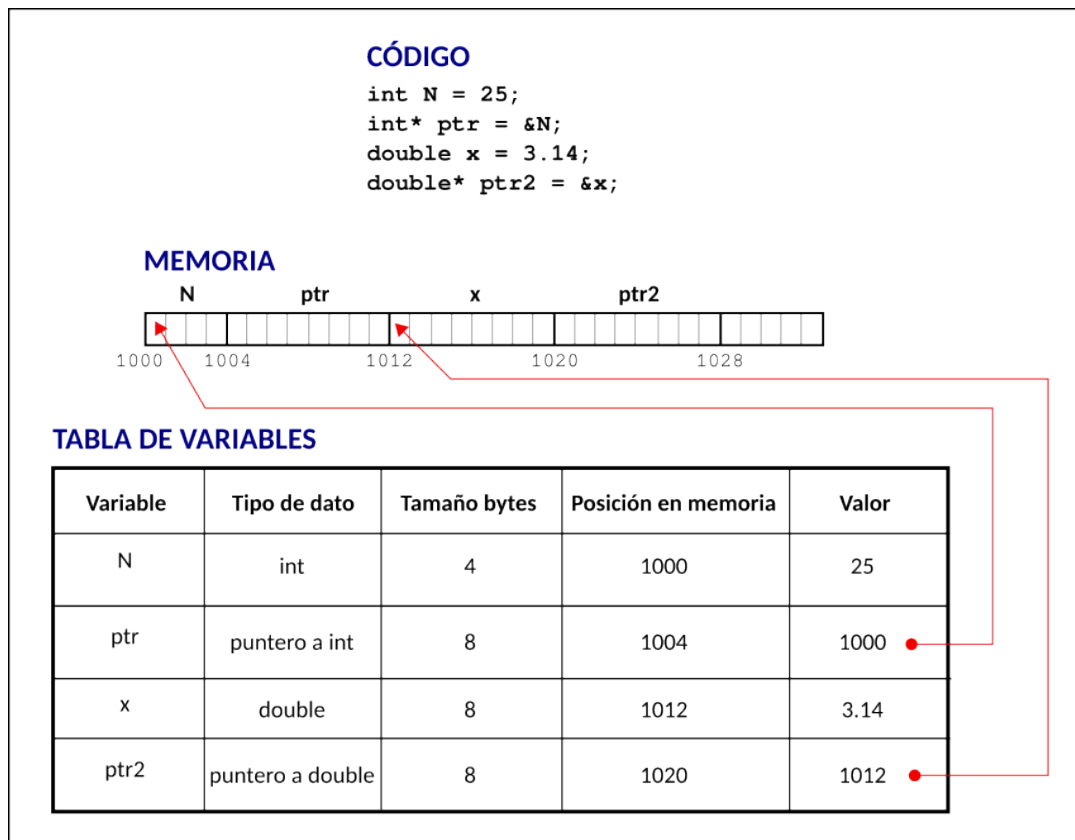 CÓDIGO
int N = 25;
int* ptr = &N;
double x = 3.14;
double* ptr2 = &x;
MEMORIA
N ptr x ptr2
1000 1004 1012 1020 1028
TABLA DE VARIABLES
Variable Tipo de dato Tamaño bytes Posición en memoria Valor
N int 4 1000 25
ptr puntero a int 8 1004 1000
x double 8 1012 3.14
ptr2 puntero a double 8 1020 1012